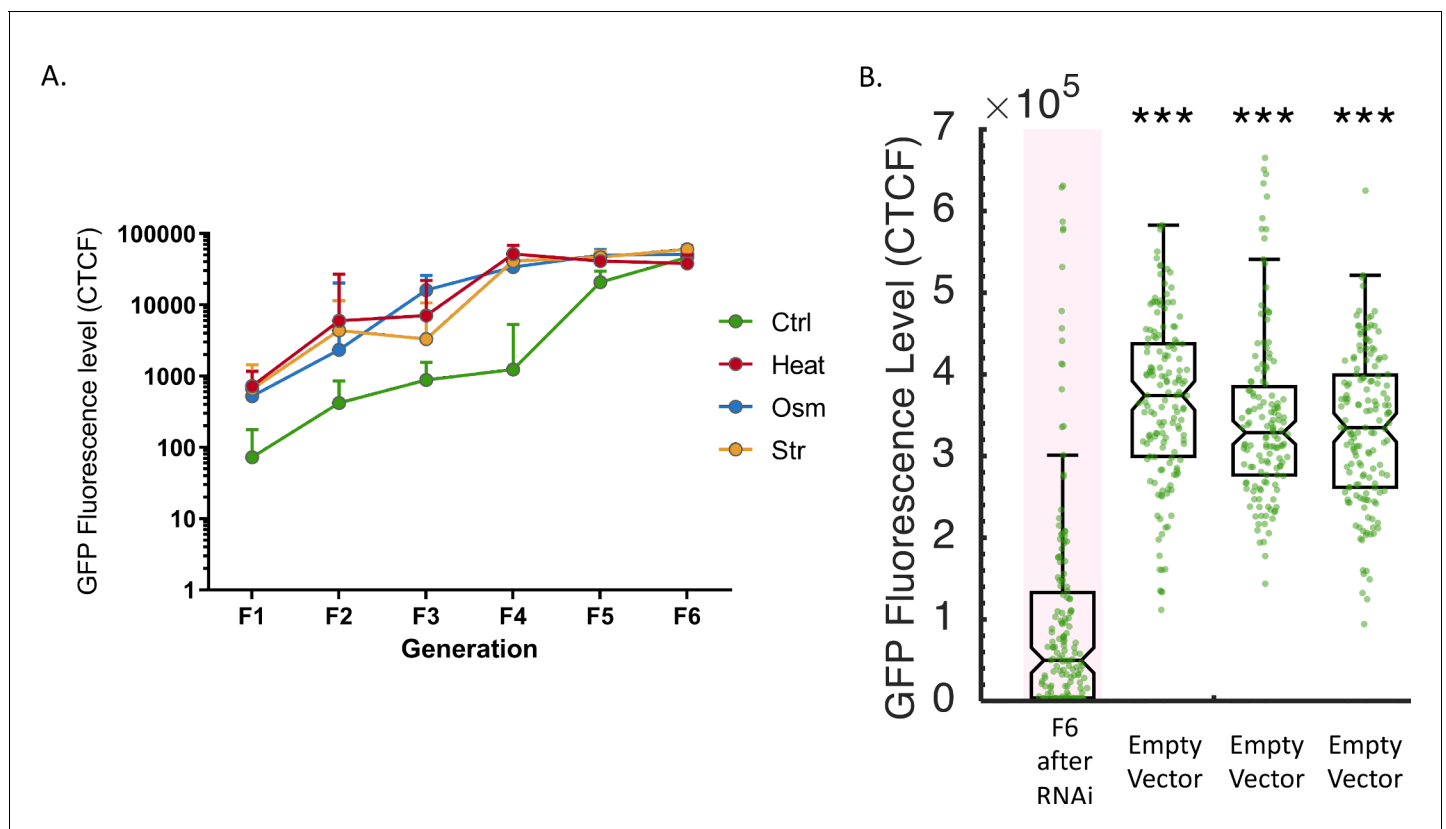 A.
GFP Fluorescence level (CTCF)
100000
10000
1000
100
10
1
F1 F2 F3 F4 F5 F6
Generation
Ctrl
Heat
Osm
Str
B.
GFP Fluorescence Level (CTCF)
×10⁵
*** *** ***
7
6
5
4
3
2
1
0
F6 after RNAi
Empty Vector
Empty Vector
Empty Vector